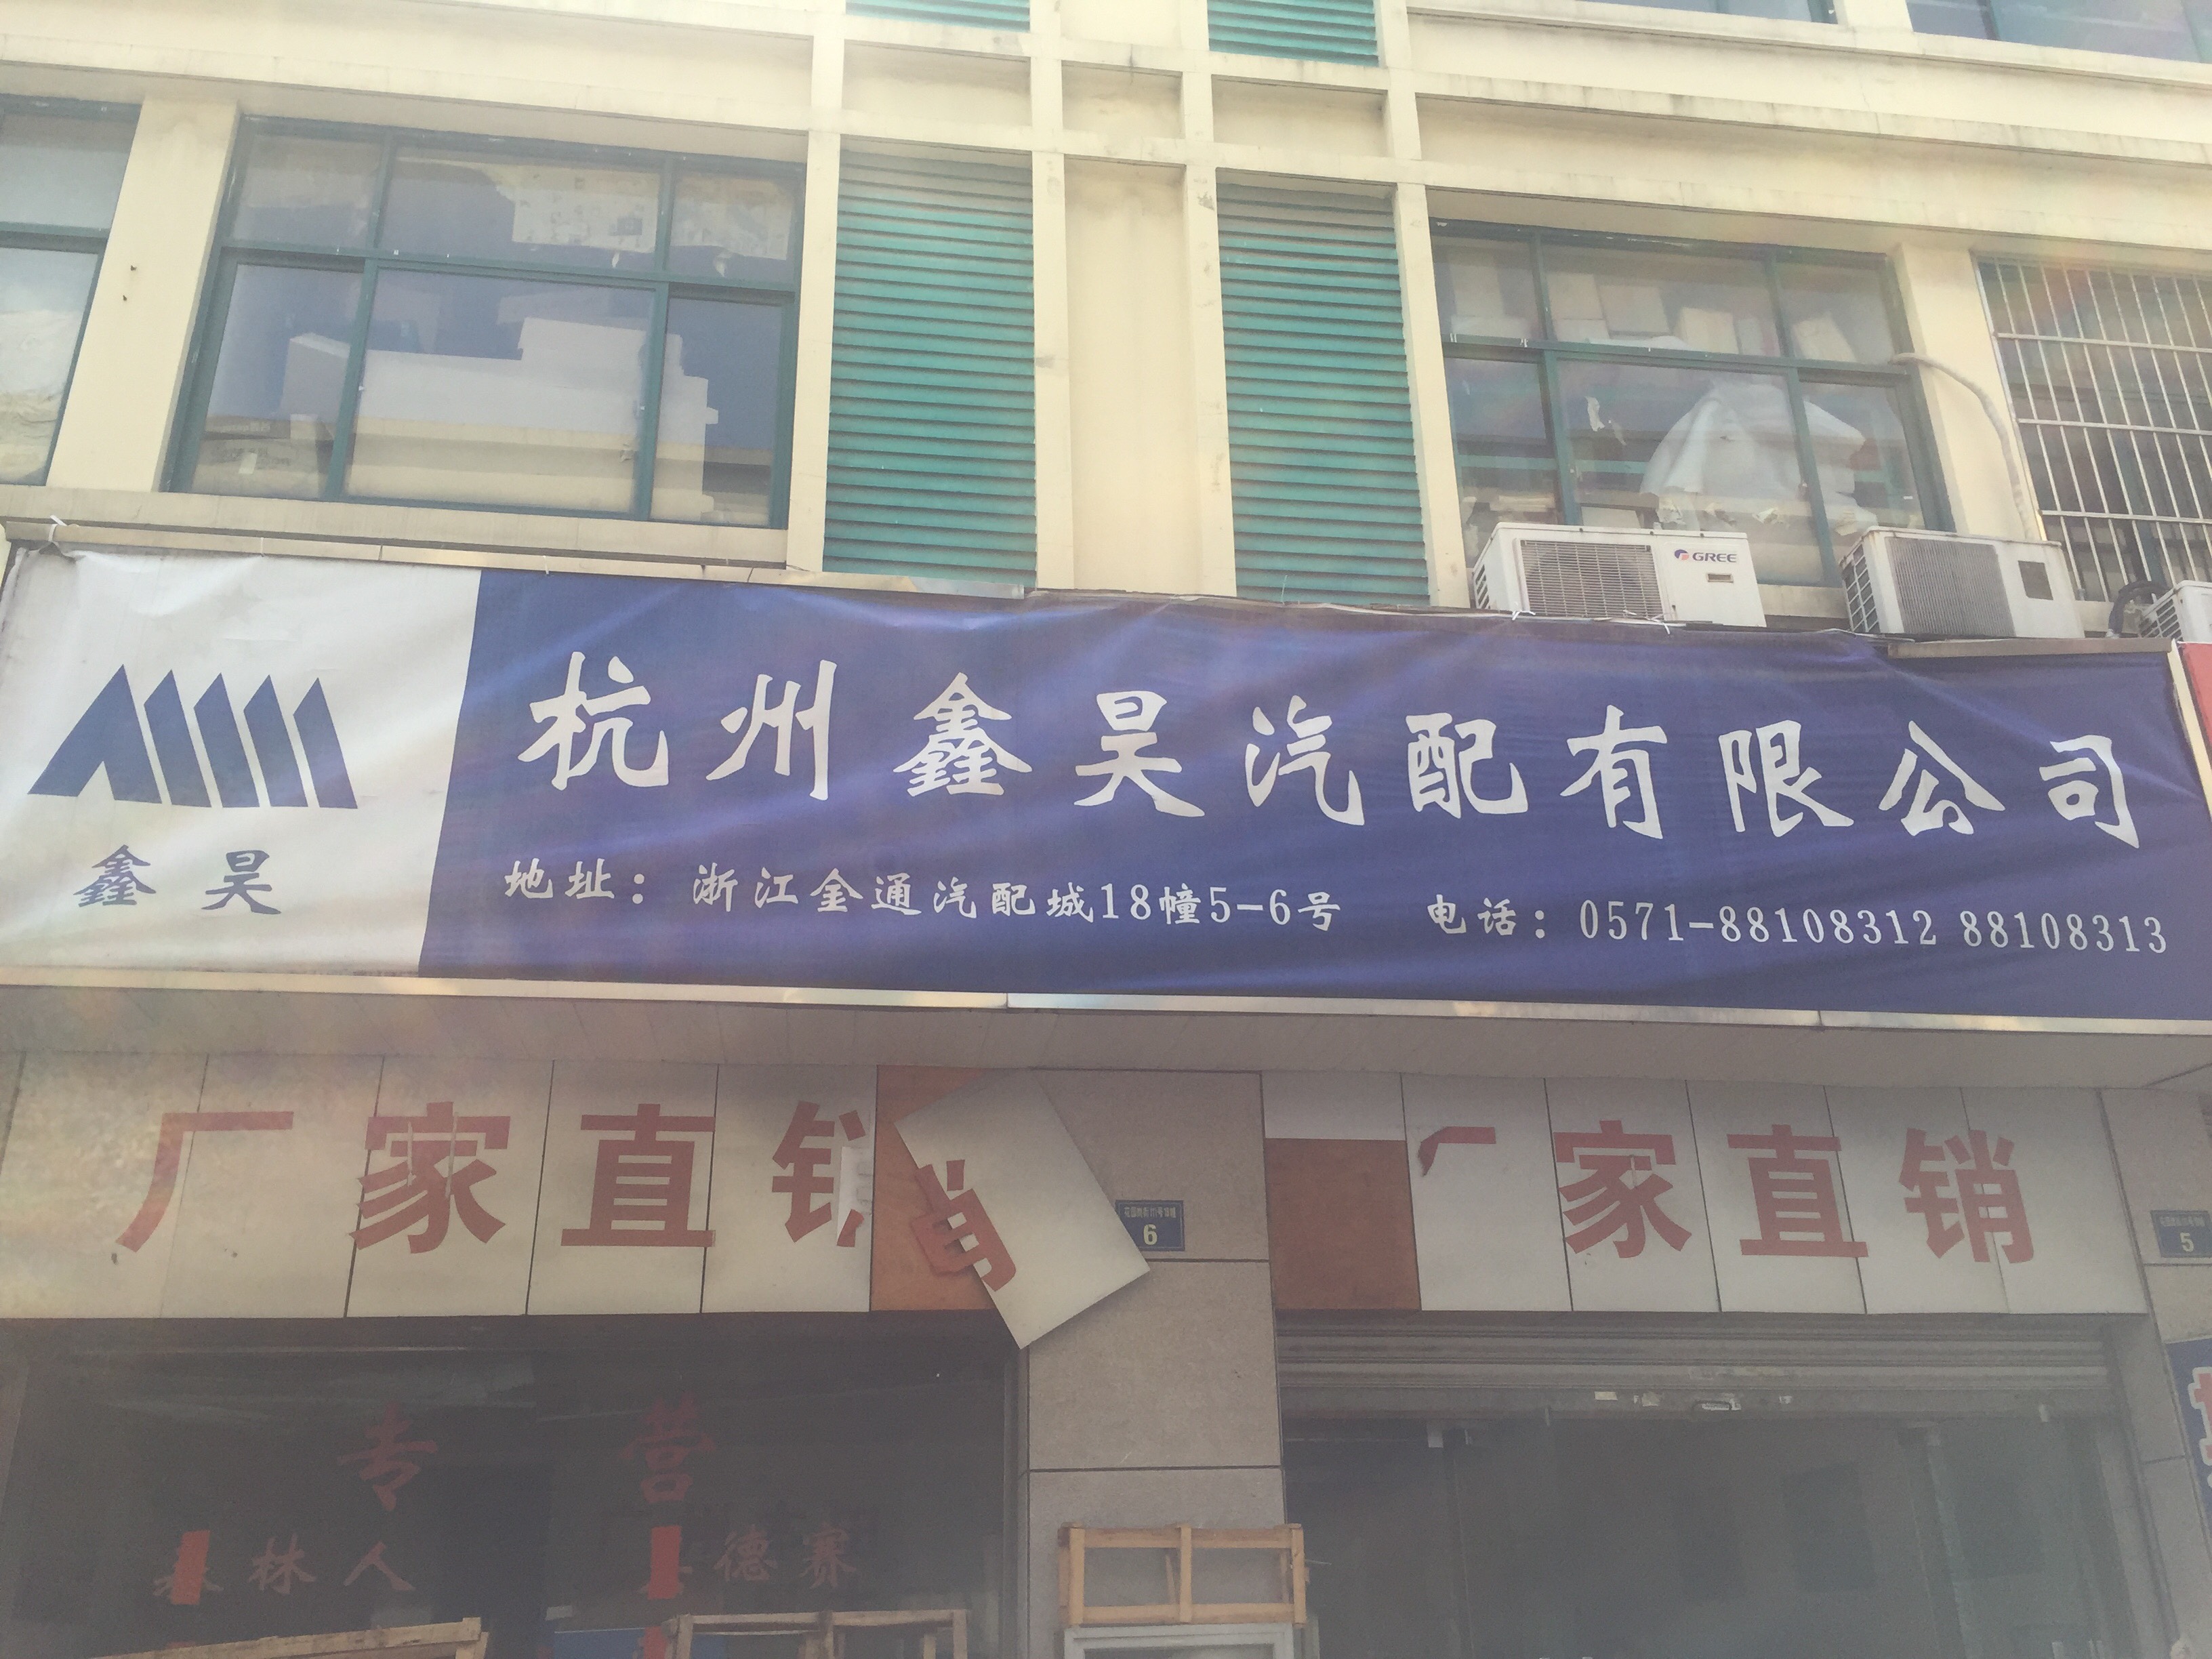 GREE
杭州鑫昊汽配有限公司
鑫昊
地址：浙江金通汽配城18幢5-6号 电话：0571-88108312 88108313
厂家直销
厂家直销
6
5
专营
林人
德赛